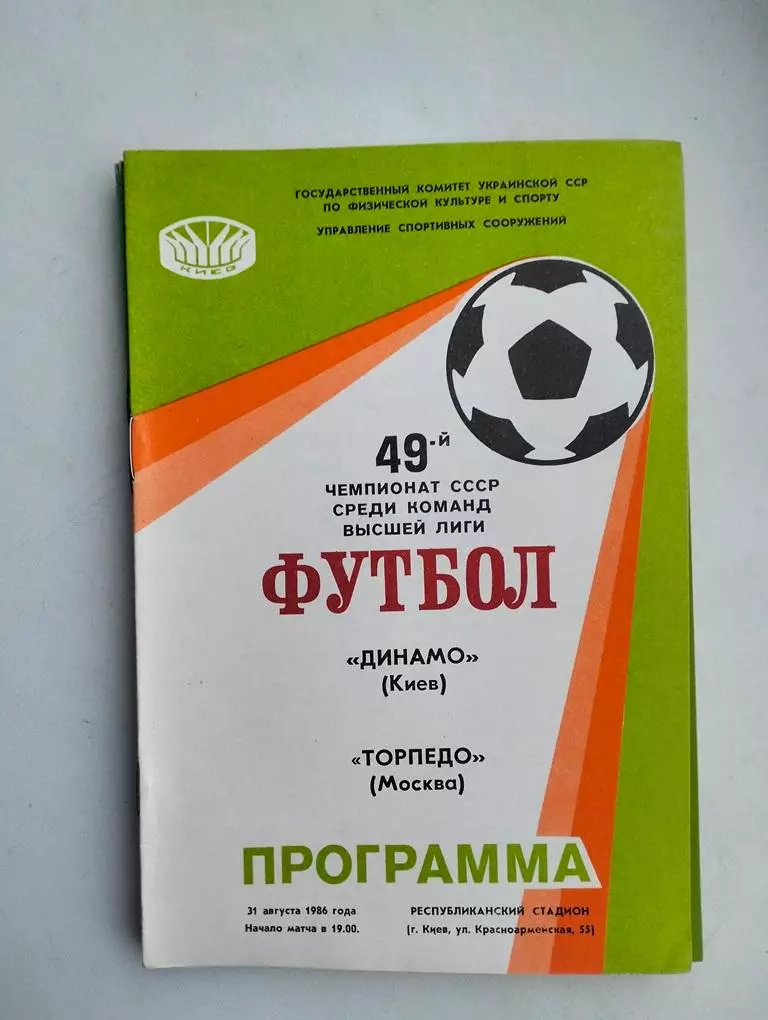 ГОСУДАРСТВЕННЫЙ КОМИТЕТ УКРАИНСКОЙ ССР
ПО ФИЗИЧЕСКОЙ КУЛЬТУРЕ И СПОРТУ
УПРАВЛЕНИЕ СПОРТИВНЫХ СООРУЖЕНИЙ
КИЕВ
49-й
ЧЕМПИОНАТ СССР
СРЕДИ КОМАНД
ВЫСШЕЙ ЛИГИ
ФУТБОЛ
«ДИНАМО»
(Киев)
«ТОРПЕДО»
(Москва)
ПРОГРАММА
31 августа 1986 года
Начало матча в 19.00.
РЕСПУБЛИКАНСКИЙ СТАДИОН
(г. Киев, ул. Красноармейская, 55)